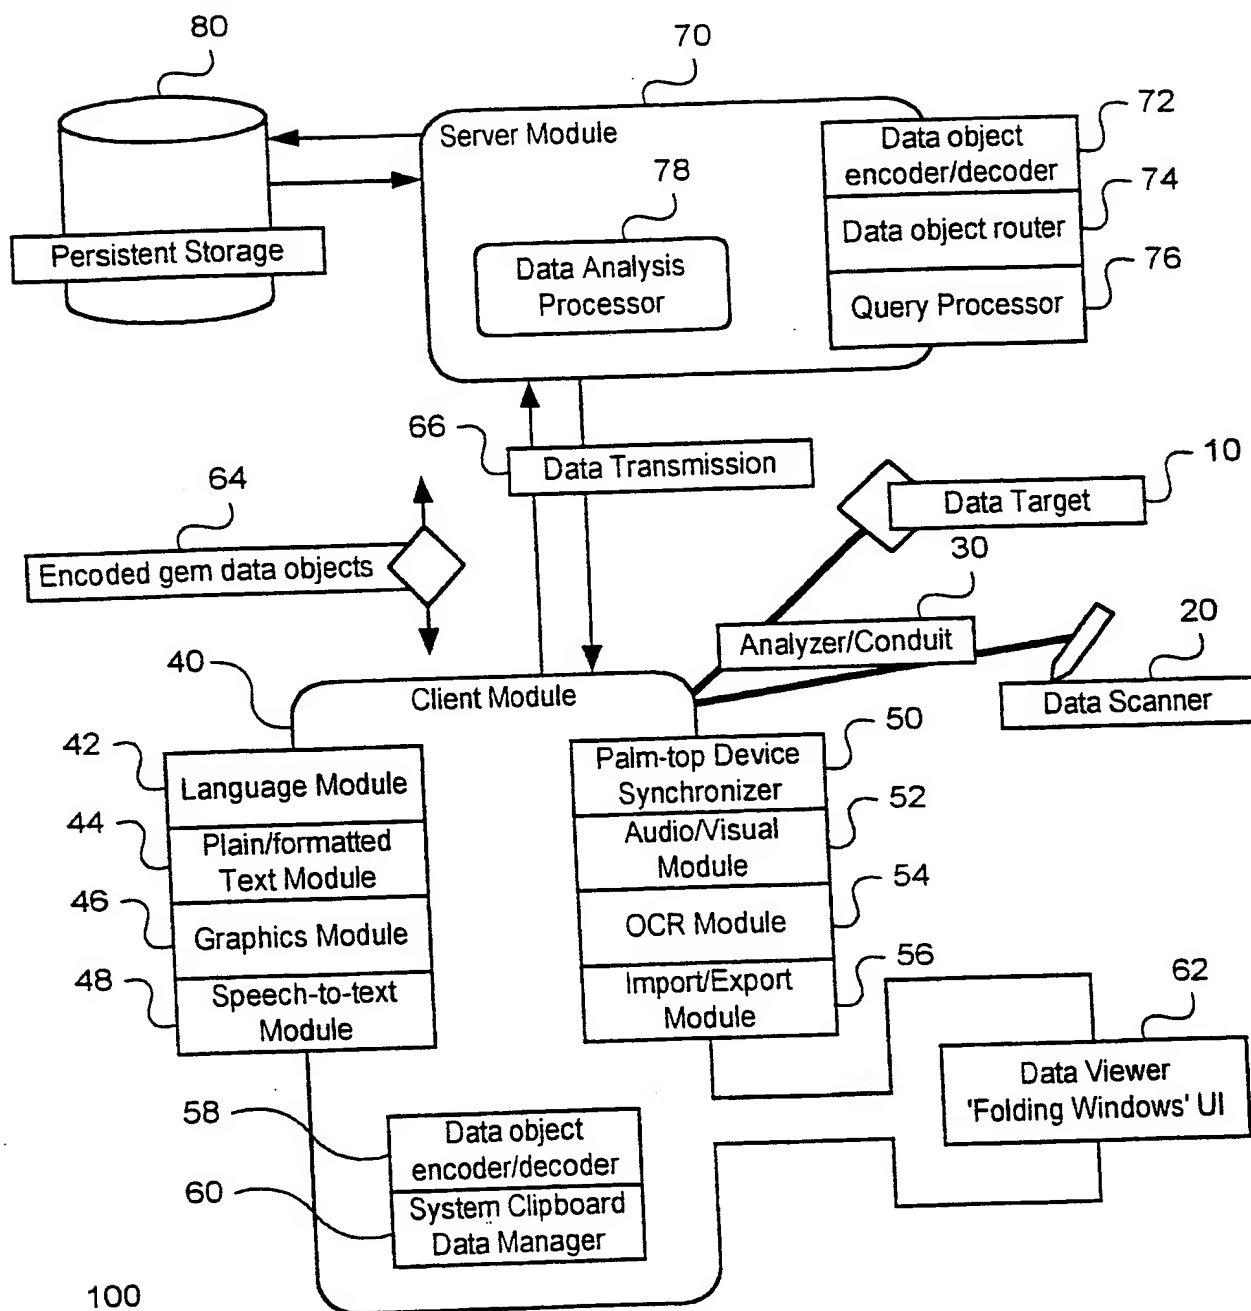 80
70
72
Server Module
Data object
encoder/decoder
78
74
Data object router
Persistent Storage
Data Analysis
Processor
76
Query Processor
66
Data Transmission
10
Data Target
64
30
Encoded gem data objects
Analyzer/Conduit
20
40
Client Module
Data Scanner
42
50
Language Module
Palm-top Device
Synchronizer
44
52
Plain/formatted
Text Module
Audio/Visual
Module
46
54
Graphics Module
OCR Module
48
56
Speech-to-text
Module
Import/Export
Module
62
Data Viewer
'Folding Windows' UI
58
Data object
encoder/decoder
60
System Clipboard
Data Manager
100